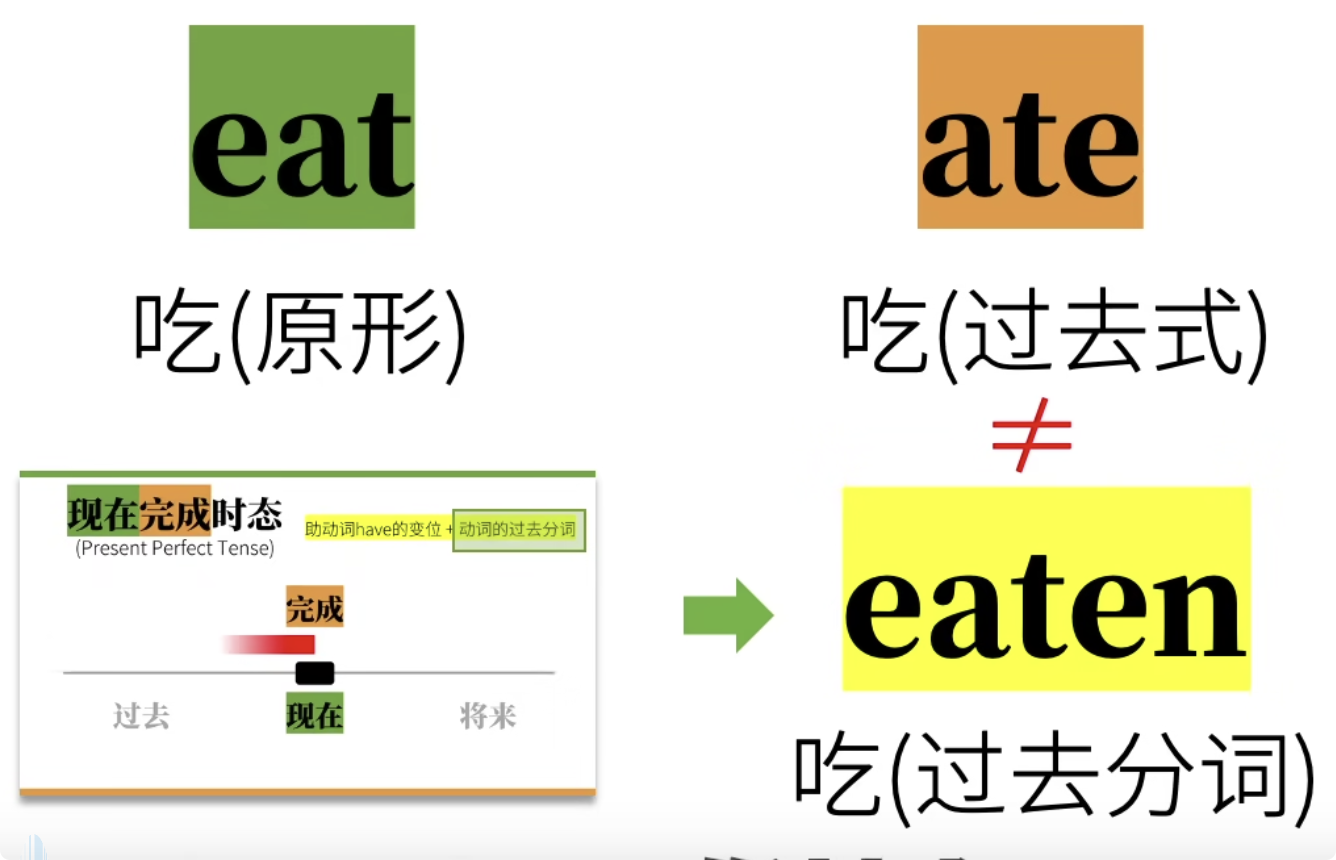 eat
ate
吃(原形)
吃(过去式)
≠
现在完成时态
(Present Perfect Tense)
助动词have的变位 + 动词的过去分词
完成
过去
现在
将来
eaten
吃(过去分词)